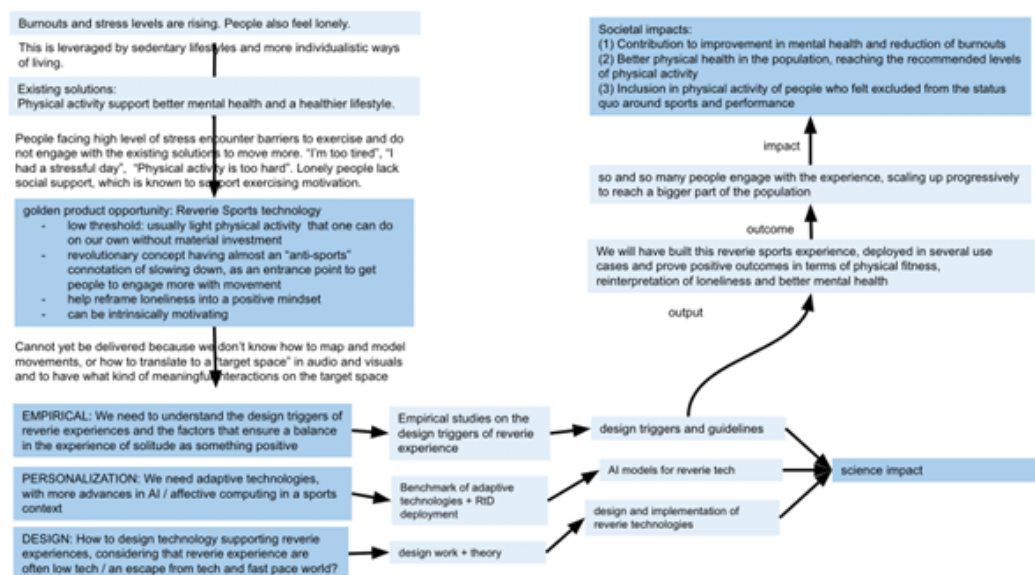 Burnouts and stress levels are rising. People also feel lonely.
This is leveraged by sedentary lifestyles and more individualistic ways
of living.
Existing solutions:
Physical activity support better mental health and a healthier lifestyle.
People facing high level of stress encounter barriers to exercise and do
not engage with the existing solutions to move more. "I'm too tired", "I
had a stressful day", "Physical activity is too hard". Lonely people lack
social support, which is known to support exercising motivation.
golden product opportunity: Reverie Sports technology
- low threshold: usually light physical activity that one can do
on our own without material investment
- revolutionary concept having almost an "anti-sports"
connotation of slowing down, as an entrance point to get
people to engage more with movement
- help reframe loneliness into a positive mindset
- can be intrinsically motivating
Cannot yet be delivered because we don't know how to map and model
movements, or how to translate to a "target space" in audio and visuals
and to have what kind of meaningful interactions on the target space
EMPIRICAL: We need to understand the design triggers of
reverie experiences and the factors that ensure a balance
in the experience of solitude as something positive
PERSONALIZATION: We need adaptive technologies,
with more advances in AI / affective computing in a sports
context
DESIGN: How to design technology supporting reverie
experiences, considering that reverie experience are
often low tech / an escape from tech and fast pace world?
Empirical studies on the
design triggers of reverie
experience
Benchmark of adaptive
technologies + RtD
deployment
design work + theory
design triggers and guidelines
AI models for reverie tech
design and implementation of
reverie technologies
science impact
output
We will have built this reverie sports experience, deployed in several use
cases and prove positive outcomes in terms of physical fitness,
reinterpretation of loneliness and better mental health
outcome
so and so many people engage with the experience, scaling up progressively
to reach a bigger part of the population
impact
Societal impacts:
(1) Contribution to improvement in mental health and reduction of burnouts
(2) Better physical health in the population, reaching the recommended levels
of physical activity
(3) Inclusion in physical activity of people who felt excluded from the status
quo around sports and performance